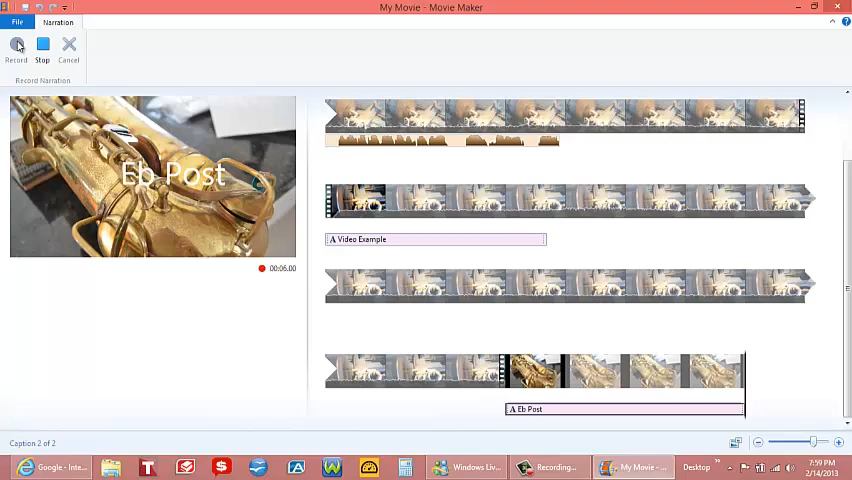 My Movie - Movie Maker
File
Narration
Record
Stop
Cancel
Record Narration
Eb Post
00:06.00
A Video Example
A Eb Post
Caption 2 of 2
Google - Inte...
Windows Liv...
Recording...
My Movie - ...
Desktop
7:59 PM
2/14/2013